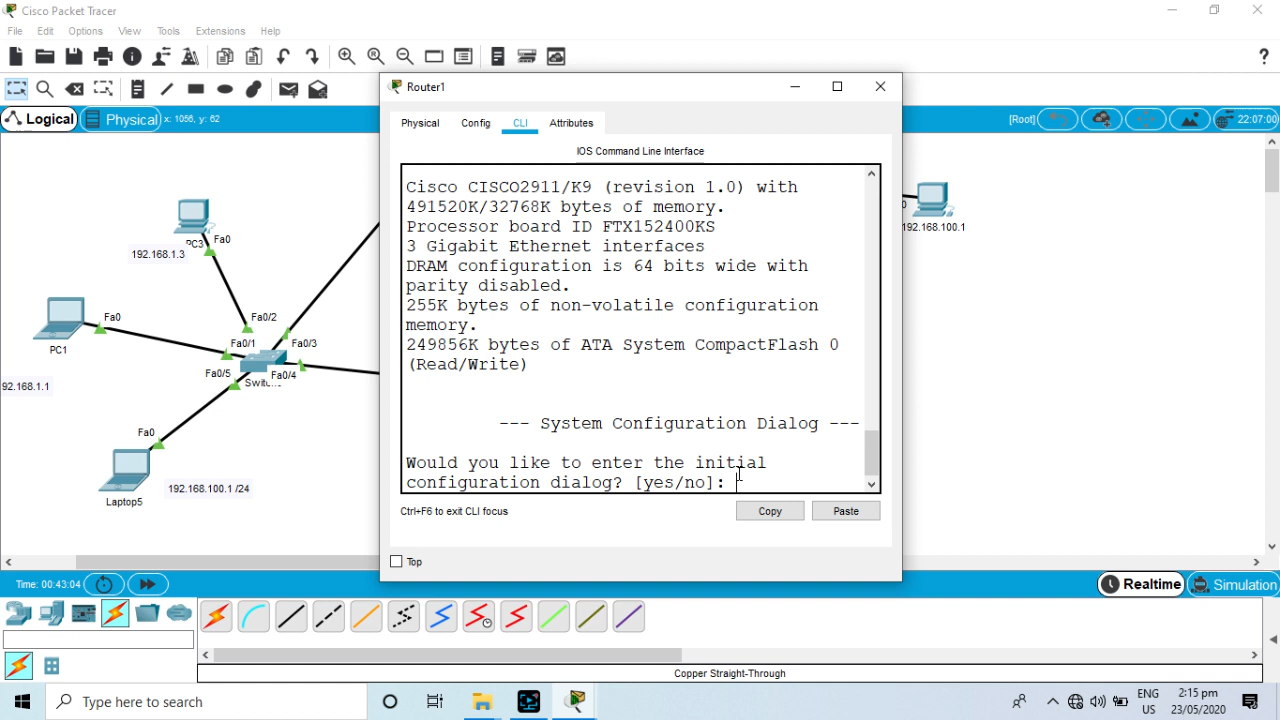 Cisco Packet Tracer
File Edit Options View Tools Extensions Help
?
Logical
Physical
x: 1056, y: 62
[Root]
22:07:00
Router1
Physical Config CLI Attributes
IOS Command Line Interface
Cisco CISCO2911/K9 (revision 1.0) with
491520K/32768K bytes of memory.
Processor board ID FTX152400KS
3 Gigabit Ethernet interfaces
DRAM configuration is 64 bits wide with
parity disabled.
255K bytes of non-volatile configuration
memory.
249856K bytes of ATA System CompactFlash 0
(Read/Write)
--- System Configuration Dialog ---
Would you like to enter the initial
configuration dialog? [yes/no]:
Ctrl+F6 to exit CLI focus
Copy
Paste
Top
PC3
Fa0
192.168.1.3
Fa0
PC1
92.168.1.1
Fa0/2
Fa0/1
Fa0/3
Fa0/5
Fa0/4
Fa0
Laptop5
192.168.100.1 /24
0
192.168.100.1
Time: 00:43:04
Realtime
Simulation
Copper Straight-Through
Type here to search
ENG
US
2:15 pm
23/05/2020